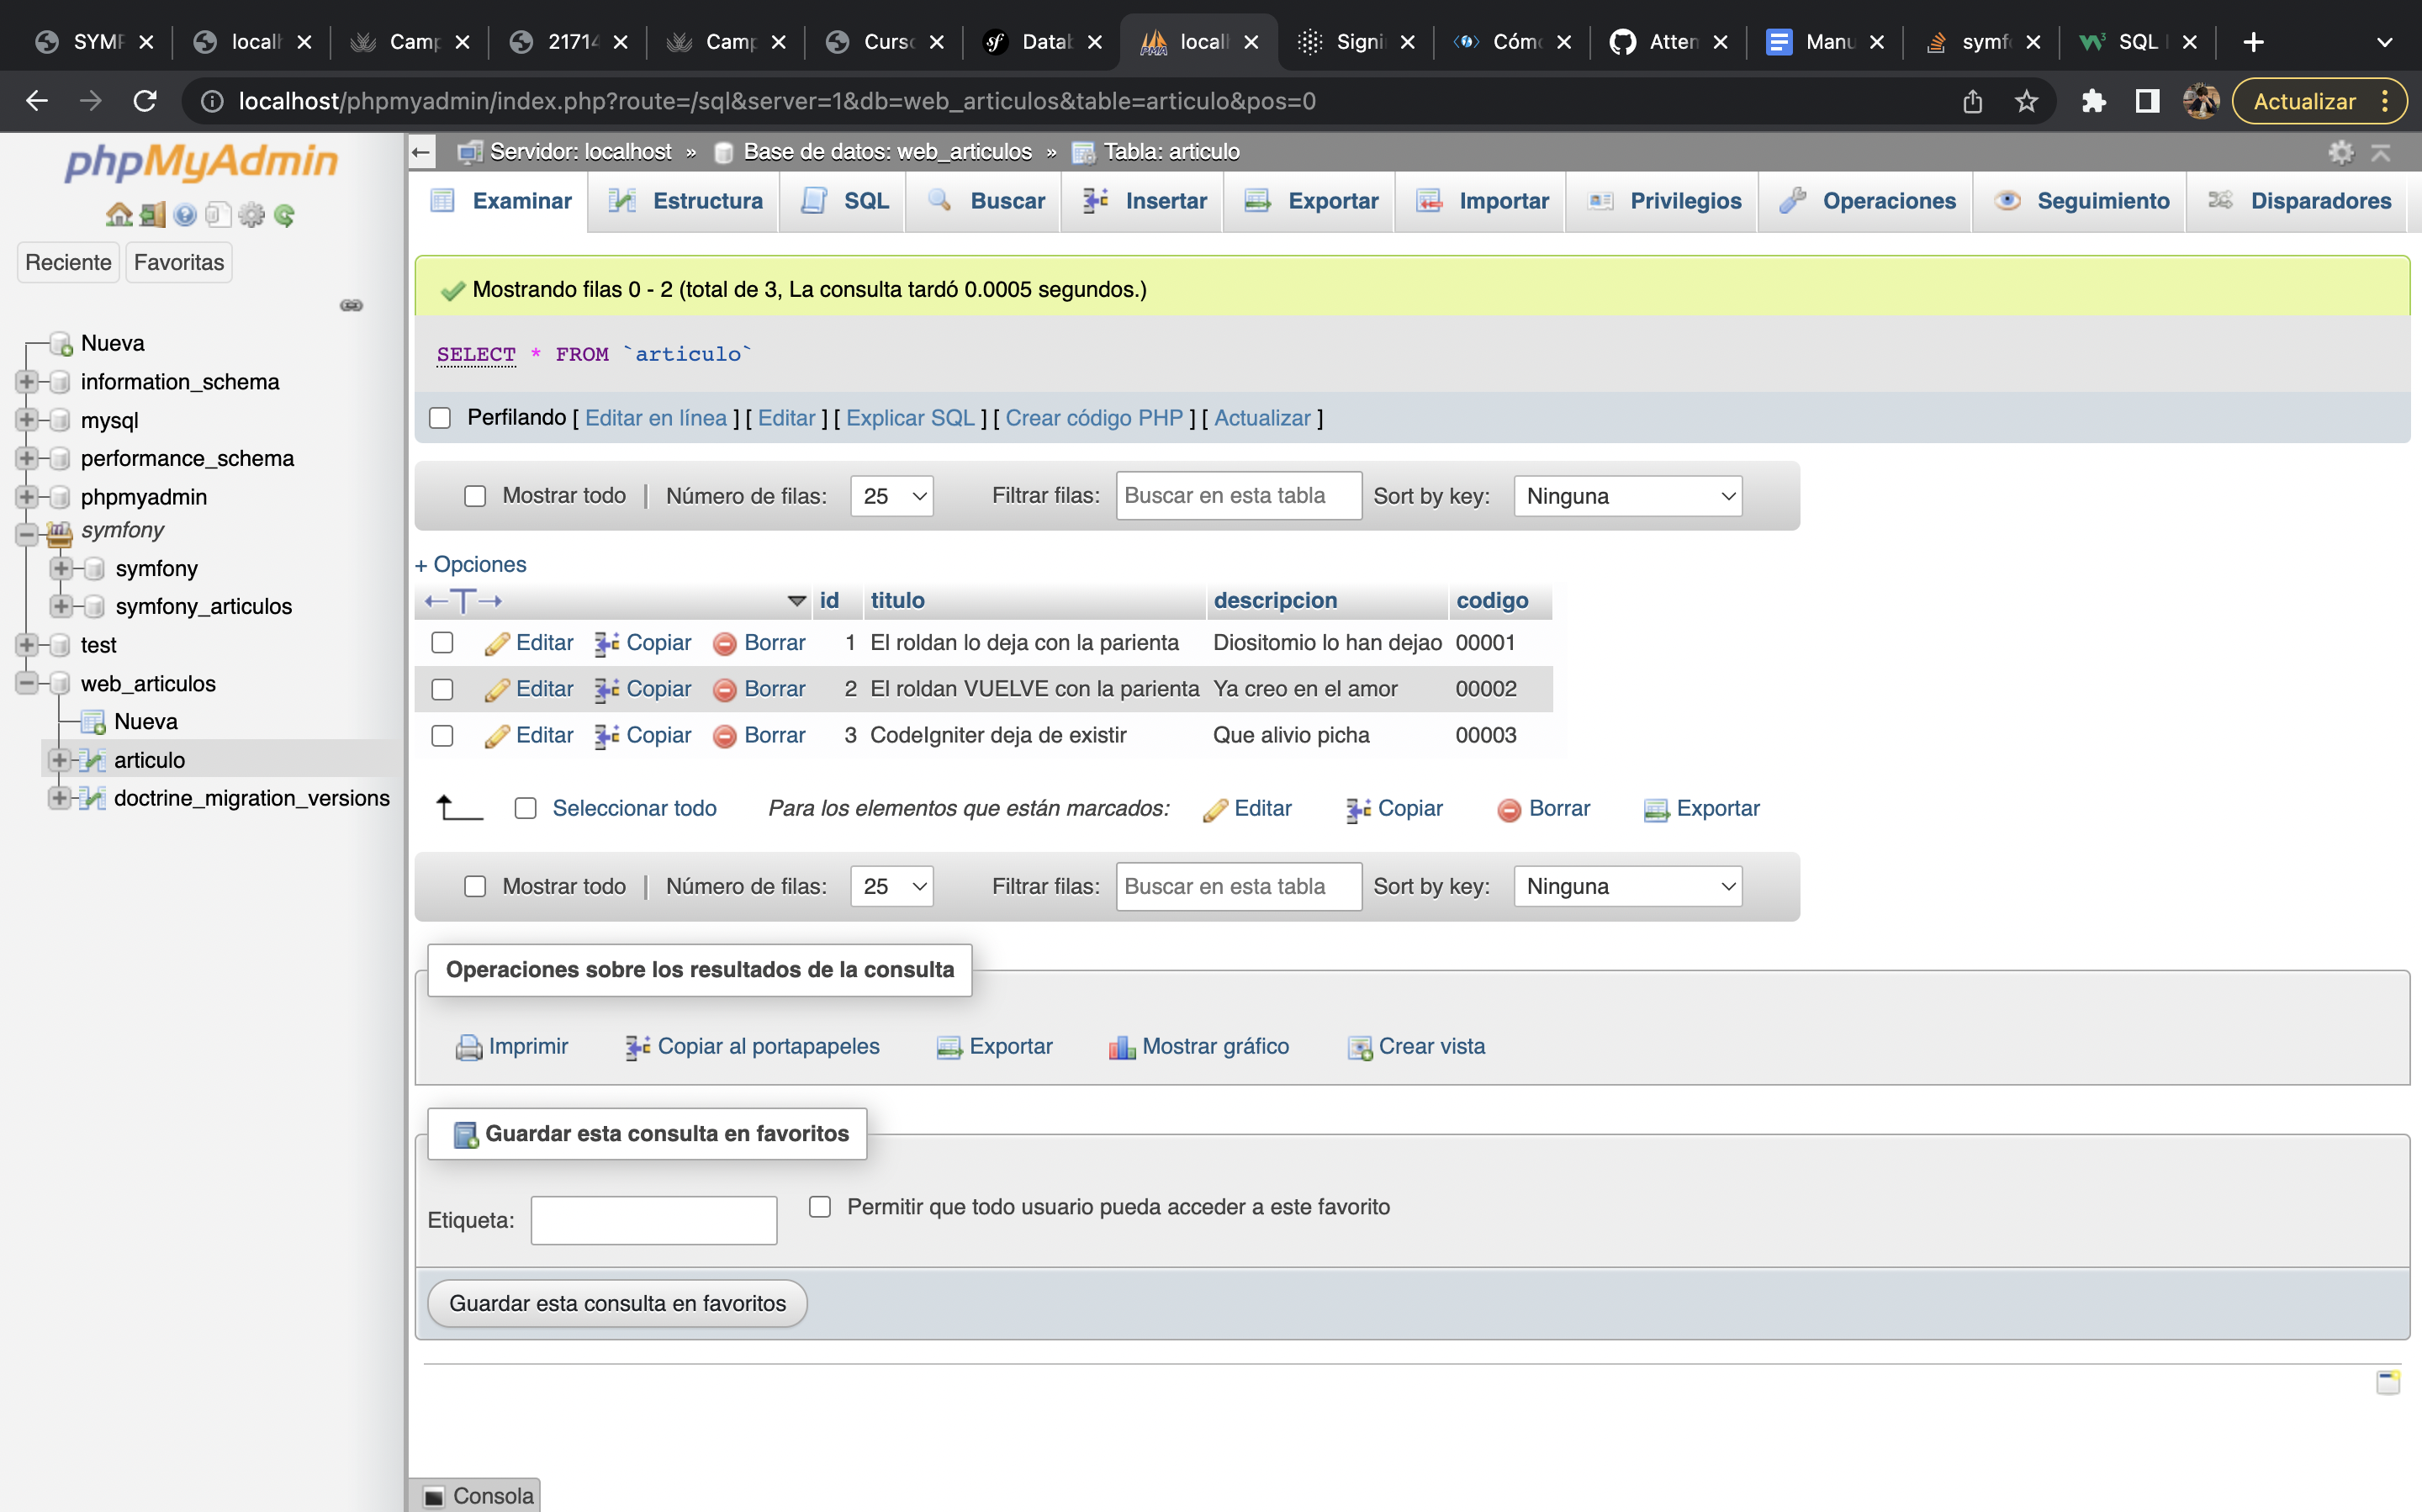 SYMF locall Camp 21714 Camp Curso Datab locall Signi Cómo Atten Manu symfo SQL
localhost/phpmyadmin/index.php?route=/sql&server=1&db=web_articulos&table=articulo&pos=0 Actualizar
phpMyAdmin
Reciente Favoritas
Nueva
information_schema
mysql
performance_schema
phpmyadmin
symfony
symfony
symfony_articulos
test
web_articulos
Nueva
articulo
doctrine_migration_versions
Servidor: localhost » Base de datos: web_articulos » Tabla: articulo
Examinar Estructura SQL Buscar Insertar Exportar Importar Privilegios Operaciones Seguimiento Disparadores
Mostrando filas 0 - 2 (total de 3, La consulta tardó 0.0005 segundos.)
SELECT * FROM `articulo`
Perfilando [ Editar en línea ] [ Editar ] [ Explicar SQL ] [ Crear código PHP ] [ Actualizar ]
Mostrar todo | Número de filas: 25 Filtrar filas: Buscar en esta tabla Sort by key: Ninguna
+ Opciones
←T→ id titulo descripcion codigo
Editar Copiar Borrar 1 El roldan lo deja con la parienta Diositomio lo han dejao 00001
Editar Copiar Borrar 2 El roldan VUELVE con la parienta Ya creo en el amor 00002
Editar Copiar Borrar 3 CodeIgniter deja de existir Que alivio picha 00003
Seleccionar todo Para los elementos que están marcados: Editar Copiar Borrar Exportar
Mostrar todo | Número de filas: 25 Filtrar filas: Buscar en esta tabla Sort by key: Ninguna
Operaciones sobre los resultados de la consulta
Imprimir Copiar al portapapeles Exportar Mostrar gráfico Crear vista
Guardar esta consulta en favoritos
Etiqueta: Permitir que todo usuario pueda acceder a este favorito
Guardar esta consulta en favoritos
Consola